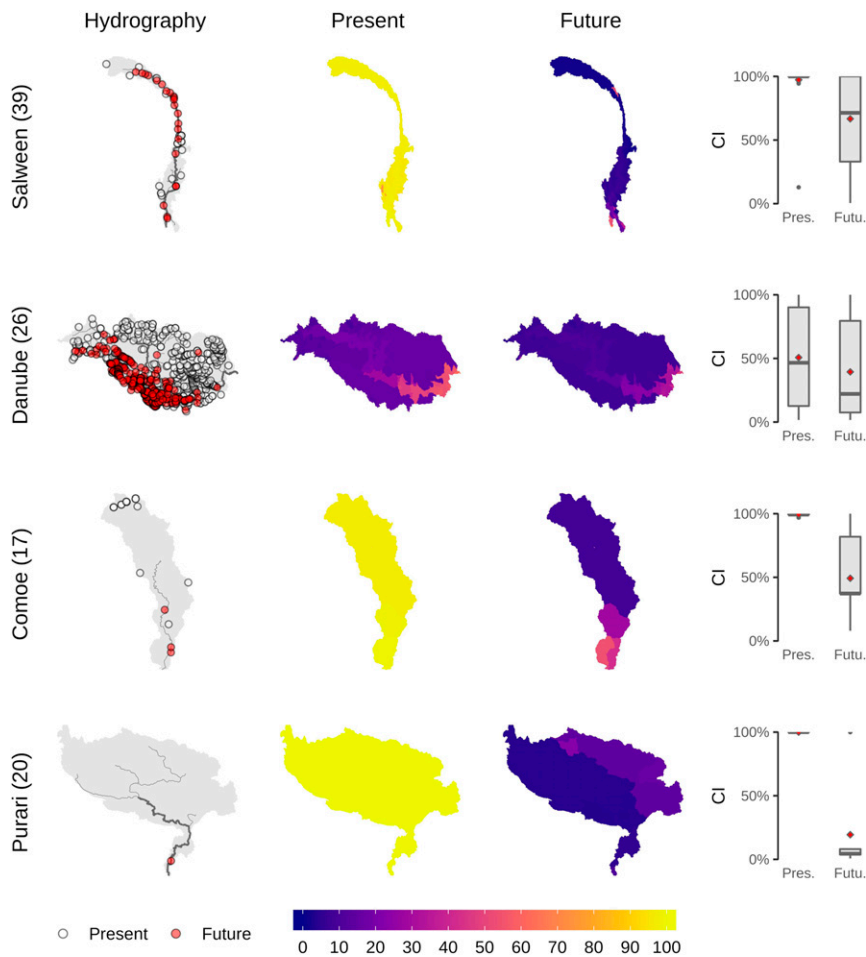 Hydrography Present Future
Salween (39)
100%
CI
50%
0%
Pres. Futu.
Danube (26)
100%
CI
50%
0%
Pres. Futu.
Comoe (17)
100%
CI
50%
0%
Pres. Futu.
Purari (20)
100%
CI
50%
0%
Pres. Futu.
Present Future
0 10 20 30 40 50 60 70 80 90 100